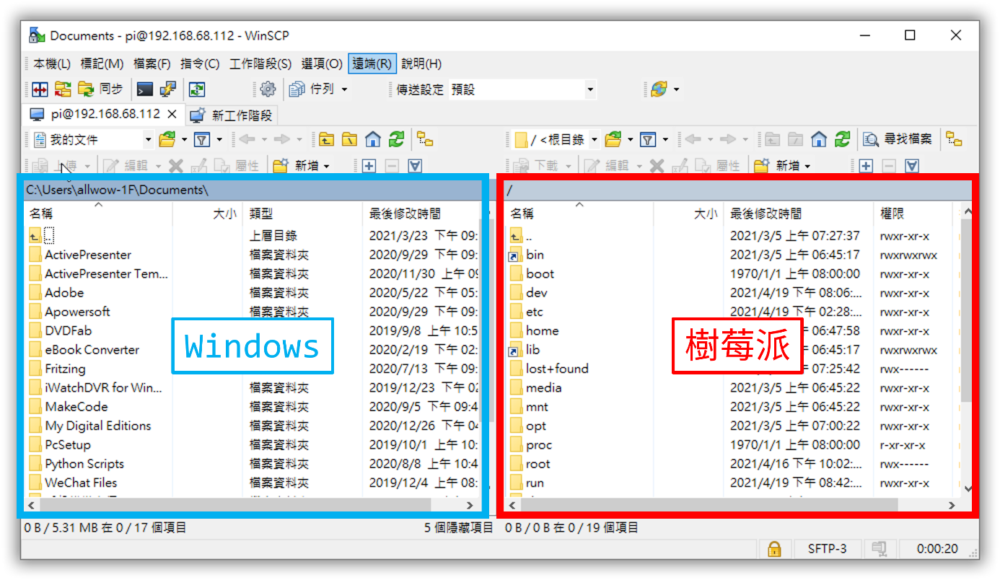 Documents - pi@192.168.68.112 - WinSCP
本機(L) 標記(M) 檔案(F) 指令(C) 工作階段(S) 選項(O) 遠端(R) 說明(H)
同步 佇列 傳送設定 預設
pi@192.168.68.112 新工作階段
我的文件 / <根目錄 尋找檔案
上傳 編輯 屬性 新增 下載 編輯 屬性 新增
C:\Users\allwow-1F\Documents\
名稱 大小 類型 最後修改時間
.. 上層目錄 2021/3/23 下午 09:
ActivePresenter 檔案資料夾 2020/9/29 下午 09:
ActivePresenter Tem... 檔案資料夾 2020/11/30 上午 09
Adobe 檔案資料夾 2020/5/22 下午 05:
Apowersoft 檔案資料夾 2020/9/29 下午 09:
DVDFab 2019/9/8 上午 10:5
eBook Converter 2020/2/19 下午 02:
Fritzing 2020/7/13 下午 09:
iWatchDVR for Win... 檔案資料夾 2019/12/23 下午 02
MakeCode 檔案資料夾 2020/9/5 下午 09:4
My Digital Editions 檔案資料夾 2020/12/26 下午 04
PcSetup 檔案資料夾 2019/10/1 上午 10:
Python Scripts 檔案資料夾 2020/8/8 上午 10:4
WeChat Files 檔案資料夾 2019/12/4 上午 08:
Windows
/
名稱 大小 最後修改時間 權限
.. 2021/3/5 上午 07:27:37 rwxr-xr-x
bin 2021/3/5 上午 06:45:17 rwxrwxrwx
boot 1970/1/1 上午 08:00:00 rwxr-xr-x
dev 2021/4/19 下午 08:06:... rwxr-xr-x
etc 2021/4/19 下午 02:28:... rwxr-xr-x
home 06:47:58 rwxr-xr-x
lib 06:45:17 rwxrwxrwx
lost+found 07:25:42 rwx------
media 2021/3/5 上午 06:45:22 rwxr-xr-x
mnt 2021/3/5 上午 06:45:22 rwxr-xr-x
opt 2021/3/5 上午 07:00:22 rwxr-xr-x
proc 1970/1/1 上午 08:00:00 r-xr-xr-x
root 2021/4/16 下午 10:02:... rwx------
run 2021/4/19 下午 08:42:... rwxr-xr-x
樹莓派
0 B / 5.31 MB 在 0 / 17 個項目 5 個隱藏項目 0 B / 0 B 在 0 / 19 個項目
SFTP-3 0:00:20